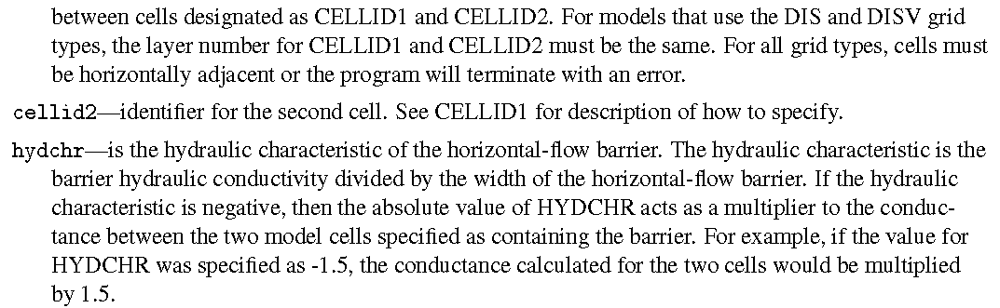 between cells designated as CELLID1 and CELLID2. For models that use the DIS and DISV grid
types, the layer number for CELLID1 and CELLID2 must be the same. For all grid types, cells must
be horizontally adjacent or the program will terminate with an error.
cellid2—identifier for the second cell. See CELLID1 for description of how to specify.
hydchr—is the hydraulic characteristic of the horizontal-flow barrier. The hydraulic characteristic is the
barrier hydraulic conductivity divided by the width of the horizontal-flow barrier. If the hydraulic
characteristic is negative, then the absolute value of HYDCHR acts as a multiplier to the conduc-
tance between the two model cells specified as containing the barrier. For example, if the value for
HYDCHR was specified as -1.5, the conductance calculated for the two cells would be multiplied
by 1.5.